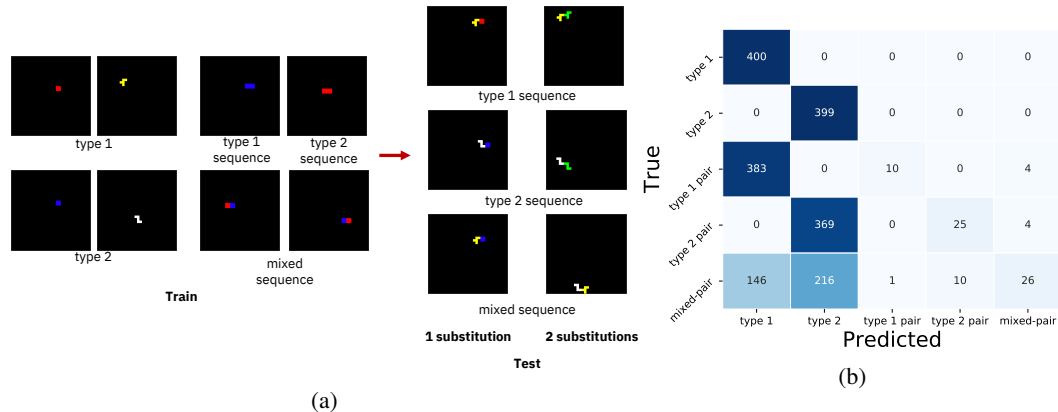 type 1
type 1
sequence
type 2
sequence
type 2
mixed
sequence
Train
type 1 sequence
type 2 sequence
mixed sequence
1 substitution
2 substitutions
Test
(a)
True
type 1
400
0
0
0
0
type 2
0
399
0
0
0
type 1 pair
383
0
10
0
4
type 2 pair
0
369
0
25
4
mixed-pair
146
216
1
10
26
type 1
type 2
type 1 pair
type 2 pair
mixed-pair
Predicted
(b)